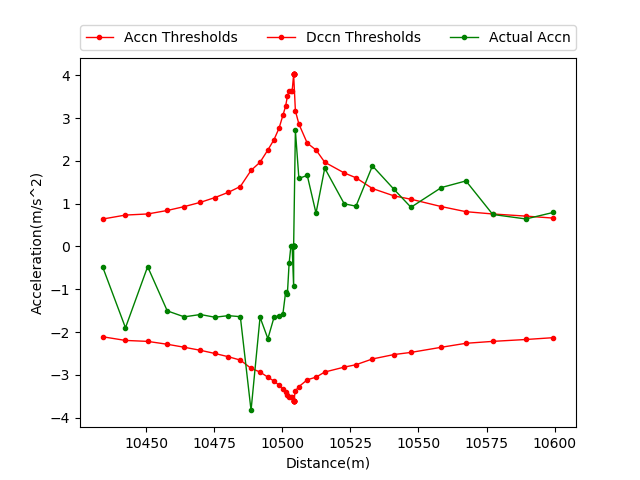 Accn Thresholds Dccn Thresholds Actual Accn
4
3
2
1
0
−1
−2
−3
−4
Acceleration(m/s^2)
10450 10475 10500 10525 10550 10575 10600
Distance(m)